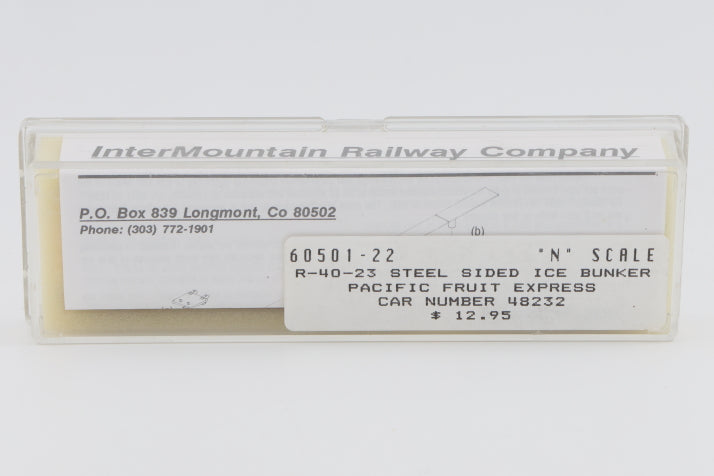 InterMountain Railway Company
P.O. Box 839 Longmont, Co 80502
Phone: (303) 772-1901
(b)
60501-22 "N" SCALE
R-40-23 STEEL SIDED ICE BUNKER
PACIFIC FRUIT EXPRESS
CAR NUMBER 48232
$ 12.95